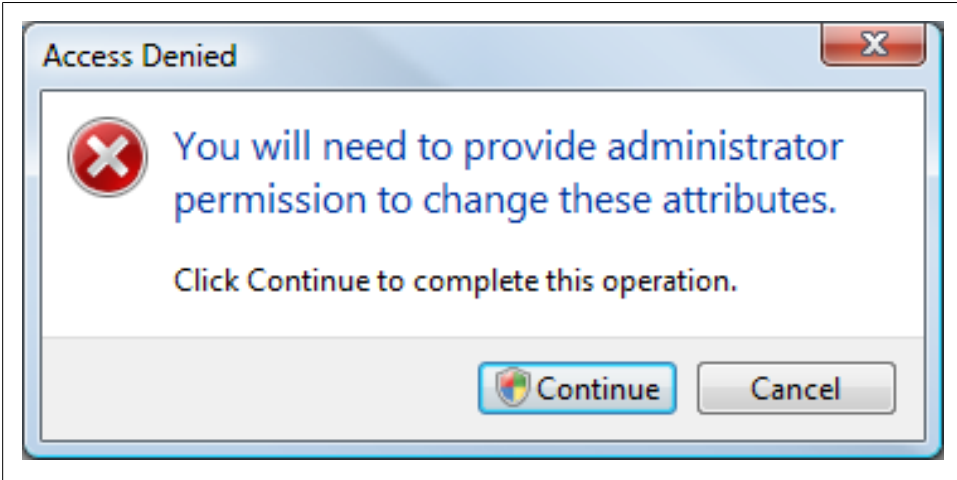 Access Denied
You will need to provide administrator
permission to change these attributes.
Click Continue to complete this operation.
Continue
Cancel